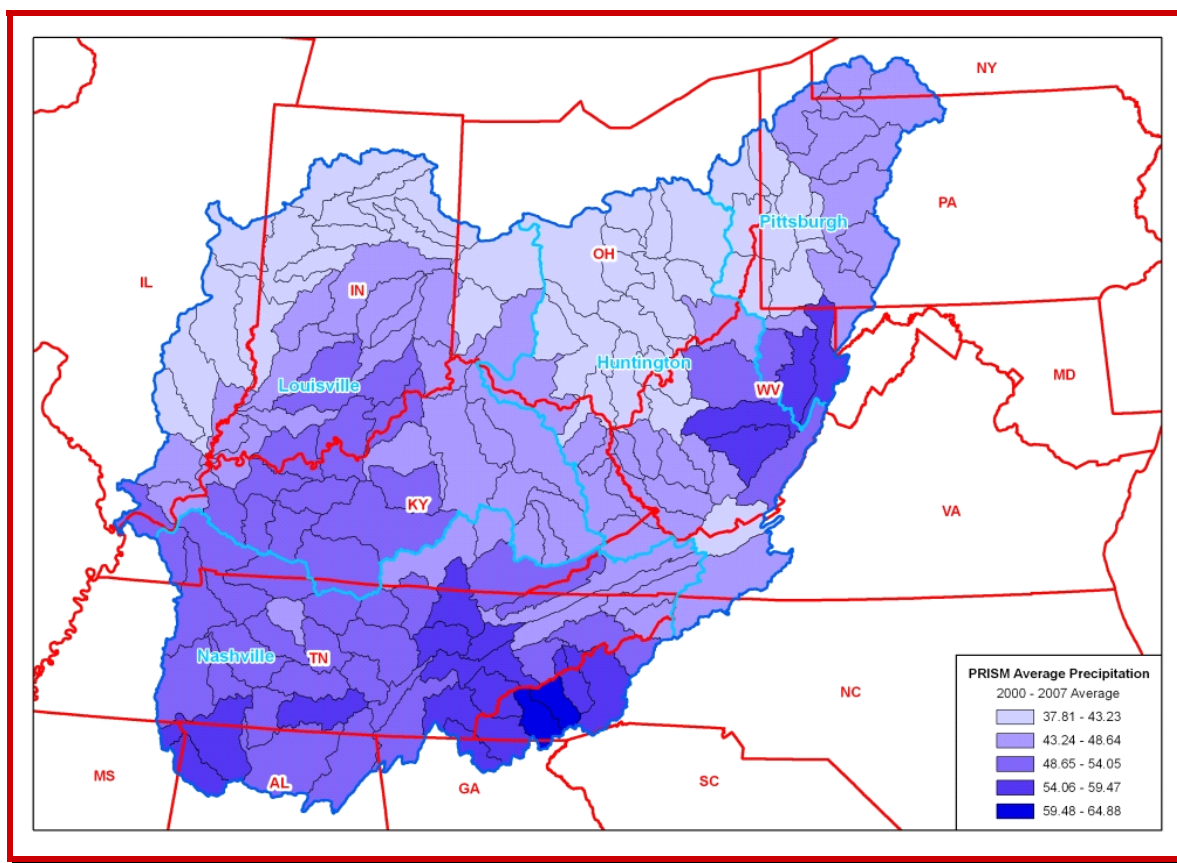 NY
PA
Pittsburgh
OH
IL
IN
Huntington
Louisville
WV
MD
KY
VA
Nashville
TN
NC
MS
AL
GA
SC
PRISM Average Precipitation
2000 - 2007 Average
37.81 - 43.23
43.24 - 48.64
48.65 - 54.05
54.06 - 59.47
59.48 - 64.88